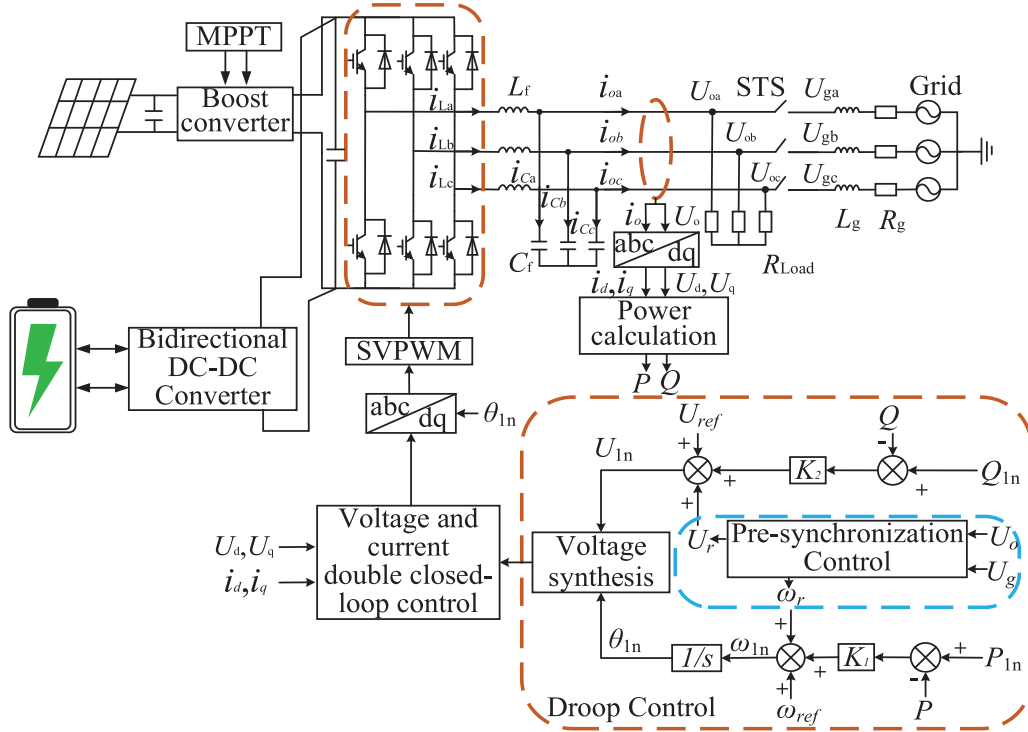 MPPT
Boost
converter
Bidirectional
DC-DC
Converter
i_La
i_Lb
i_Lc
L_f
i_Ca
i_Cb
i_Cc
C_f
i_oa
i_ob
i_oc
U_oa
U_ob
U_oc
STS
U_ga
U_gb
U_gc
Grid
L_g
R_g
R_Load
i_o
U_o
abc
dq
i_d,i_q
U_d,U_q
Power
calculation
P
Q
SVPWM
abc
dq
θ_1n
Voltage and
current
double closed-
loop control
U_d,U_q
i_d,i_q
Voltage
synthesis
U_1n
U_ref
+
+
+
K_2
Q
-
+
Q_1n
U_r
Pre-synchronization
Control
U_o
U_g
ω_r
θ_1n
1/s
ω_1n
+
+
+
K_1
+
-
P_1n
P
ω_ref
Droop Control